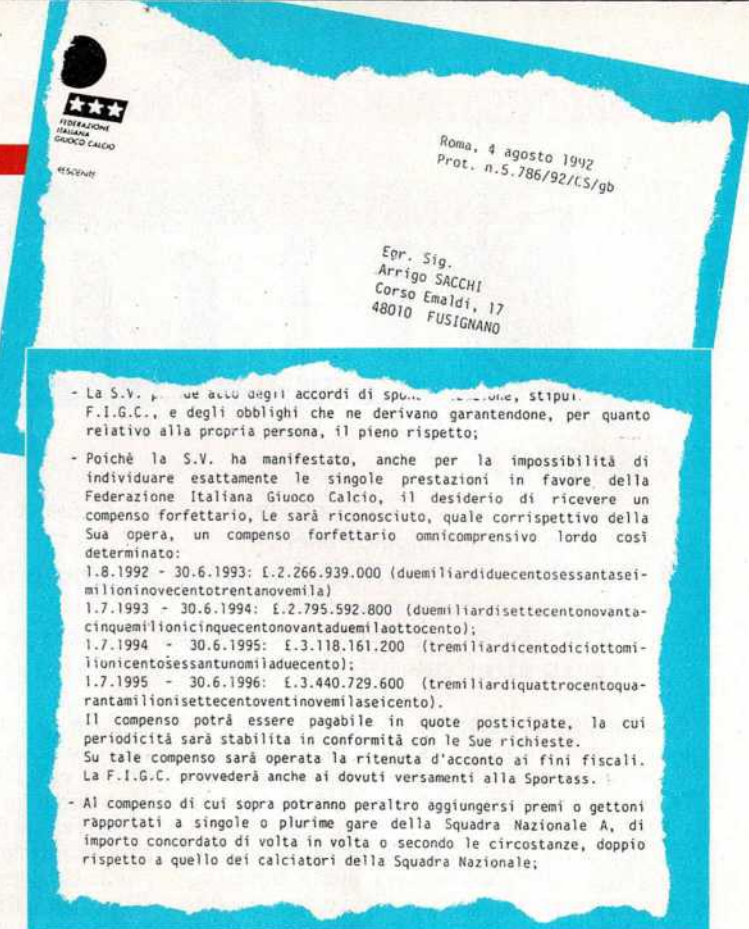 FEDERAZIONE
ITALIANA
GIUOCO CALCIO
Roma, 4 agosto 1992
Prot. n.5.786/92/CS/gb
Egr. Sig.
Arrigo SACCHI
Corso Emaldi, 17
48010 FUSIGNANO
- La S.V. atto degli accordi di
F.I.G.C., e degli obblighi che ne derivano garantendone, per quanto
relativo alla propria persona, il pieno rispetto;
- Poichè la S.V. ha manifestato, anche per la impossibilità di
individuare esattamente le singole prestazioni in favore della
Federazione Italiana Giuoco Calcio, il desiderio di ricevere un
compenso forfettario, Le sarà riconosciuto, quale corrispettivo della
Sua opera, un compenso forfettario omnicomprensivo lordo così
determinato:
1.8.1992 - 30.6.1993: £.2.266.939.000 (duemiliardiduecentosessantasei-
milioninovecentotrentanovemila)
1.7.1993 - 30.6.1994: £.2.795.592.800 (duemiliardisettecentonovanta-
cinquemilionicinquecentonovantaduemilaottocento);
1.7.1994 - 30.6.1995: £.3.118.161.200 (tremiliardicentodiciottomi-
lionicentosessantunomiladuecento);
1.7.1995 - 30.6.1996: £.3.440.729.600 (tremiliardiquattrocentoqua-
rantamilionisettecentoventinovemilaseicento).
Il compenso potrà essere pagabile in quote posticipate, la cui
periodicità sarà stabilita in conformità con le Sue richieste.
Su tale compenso sarà operata la ritenuta d'acconto ai fini fiscali.
La F.I.G.C. provvederà anche ai dovuti versamenti alla Sportass.
- Al compenso di cui sopra potranno peraltro aggiungersi premi o gettoni
rapportati a singole o plurime gare della Squadra Nazionale A, di
importo concordato di volta in volta o secondo le circostanze, doppio
rispetto a quello dei calciatori della Squadra Nazionale;